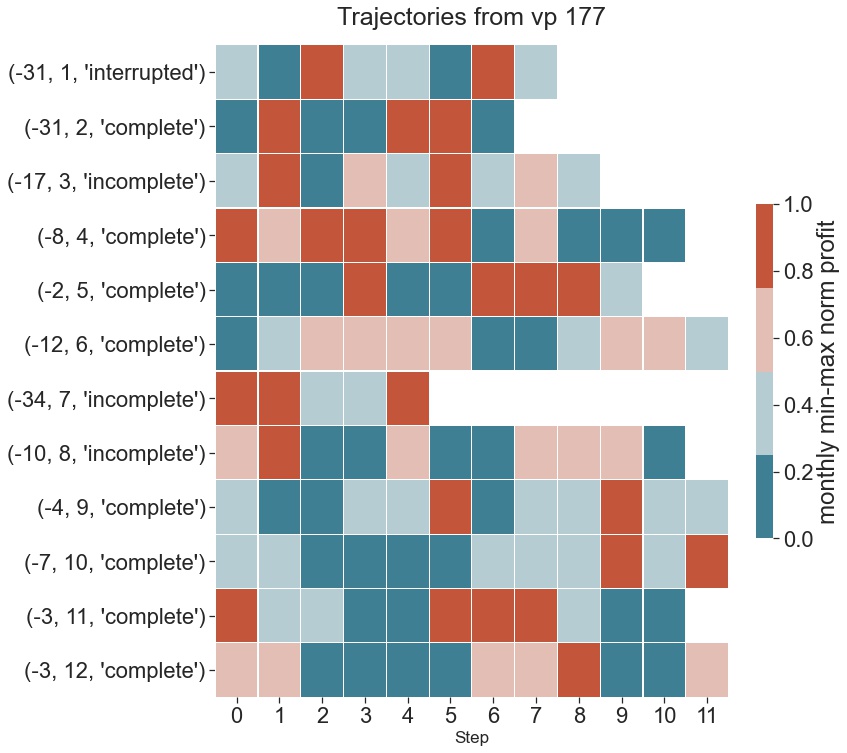 Trajectories from vp 177
(-31, 1, 'interrupted')
(-31, 2, 'complete')
(-17, 3, 'incomplete')
(-8, 4, 'complete')
(-2, 5, 'complete')
(-12, 6, 'complete')
(-34, 7, 'incomplete')
(-10, 8, 'incomplete')
(-4, 9, 'complete')
(-7, 10, 'complete')
(-3, 11, 'complete')
(-3, 12, 'complete')
0 1 2 3 4 5 6 7 8 9 10 11
Step
1.0
0.8
0.6
0.4
0.2
0.0
monthly min-max norm profit